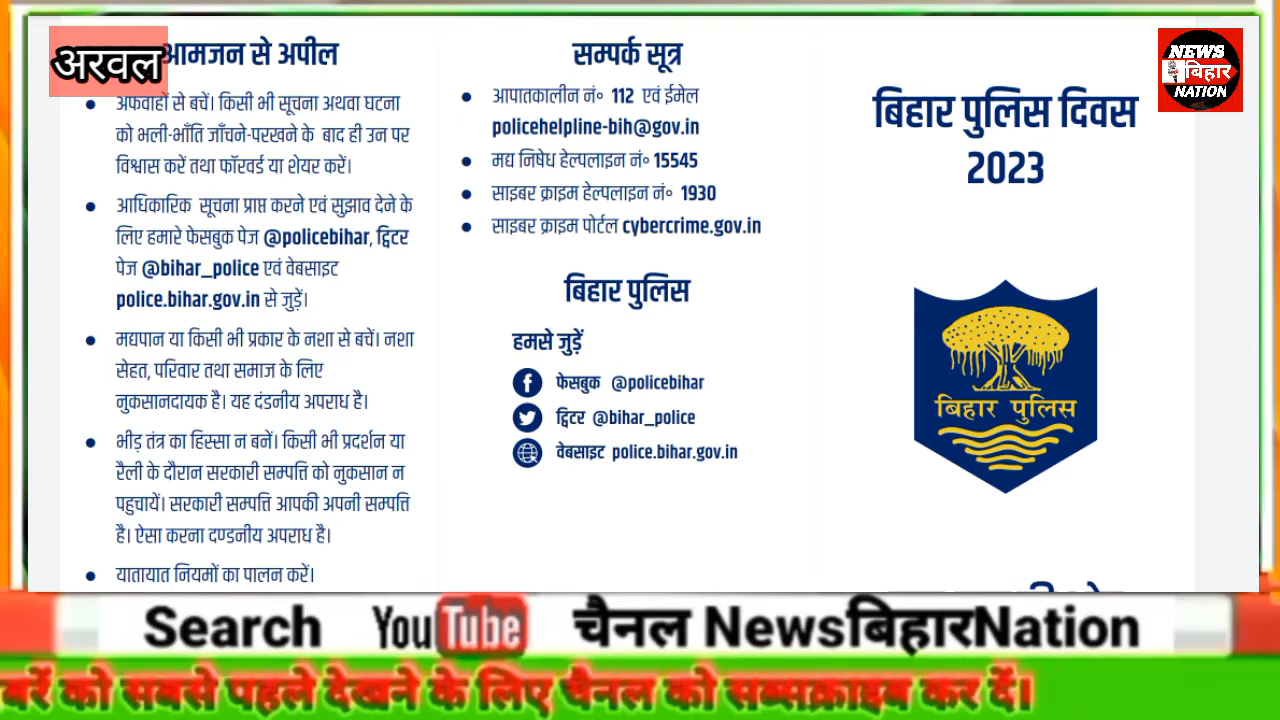 अरवल
आमजन से अपील
अफवाहों से बचें। किसी भी सूचना अथवा घटना
को भली-भाँति जाँचने-परखने के बाद ही उन पर
विश्वास करें तथा फॉरवर्ड या शेयर करें।
आधिकारिक सूचना प्राप्त करने एवं सुझाव देने के
लिए हमारे फेसबुक पेज @policebihar, ट्विटर
पेज @bihar_police एवं वेबसाइट
police.bihar.gov.in से जुड़ें।
मद्यपान या किसी भी प्रकार के नशा से बचें। नशा
सेहत, परिवार तथा समाज के लिए
नुकसानदायक है। यह दंडनीय अपराध है।
भीड़ तंत्र का हिस्सा न बनें। किसी भी प्रदर्शन या
रैली के दौरान सरकारी सम्पत्ति को नुकसान न
पहुचायें। सरकारी सम्पत्ति आपकी अपनी सम्पत्ति
है। ऐसा करना दण्डनीय अपराध है।
यातायात नियमों का पालन करें।
सम्पर्क सूत्र
आपातकालीन नं॰ 112 एवं ईमेल
policehelpline-bih@gov.in
मद्य निषेध हेल्पलाइन नं॰ 15545
साइबर क्राइम हेल्पलाइन नं॰ 1930
साइबर क्राइम पोर्टल cybercrime.gov.in
बिहार पुलिस
हमसे जुड़ें
फेसबुक @policebihar
ट्विटर @bihar_police
वेबसाइट police.bihar.gov.in
बिहार पुलिस दिवस
2023
बिहार पुलिस
NEWS
बिहार
NATION
Search YouTube चैनल NewsबिहारNation
को सबसे पहले देखने के लिए चैनल को सब्सक्राइब कर दें।